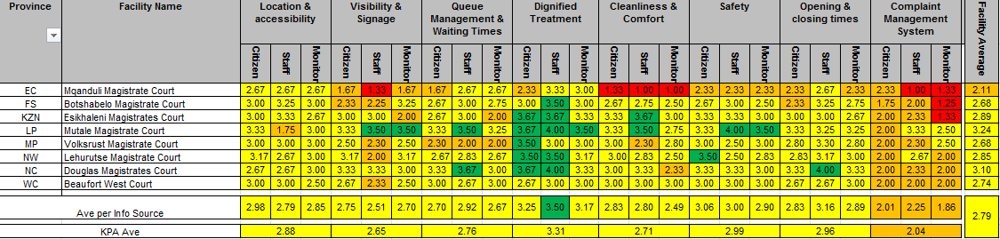 Province Facility Name Location & accessibility Visibility & Signage Queue Management & Waiting Times Dignified Treatment Cleanliness & Comfort Safety Opening & closing times Complaint Management System Facility Average
Citizen Staff Monitor Citizen Staff Monitor Citizen Staff Monitor Citizen Staff Monitor Citizen Staff Monitor Citizen Staff Monitor Citizen Staff Monitor Citizen Staff Monitor
EC Mqanduli Magistrate Court 2.67 2.67 2.67 1.67 1.33 1.67 1.67 2.67 2.67 2.33 3.33 3.00 1.33 1.00 1.00 2.33 2.33 2.33 2.33 2.67 2.33 2.33 1.00 1.33 2.11
FS Botshabelo Magistrate Court 3.00 3.25 3.00 2.33 2.25 3.25 2.67 3.00 2.75 3.00 3.50 3.00 2.67 2.75 2.50 2.67 3.00 2.50 2.33 3.25 2.75 1.75 2.00 1.25 2.68
KZN Esikhaleni Magistrates Court 3.00 3.33 2.67 3.00 3.00 2.00 3.00 3.00 2.00 3.67 3.67 3.00 3.00 3.67 3.00 3.33 3.33 3.00 3.00 3.00 2.67 2.00 2.33 1.33 2.89
LP Mutale Magistrate Court 3.33 1.75 3.00 3.33 3.50 3.50 3.33 3.50 3.25 3.67 4.00 3.50 3.33 3.50 2.75 3.33 4.00 3.50 3.33 3.25 3.25 2.00 3.33 2.50 3.24
MP Volksrust Magistrate Court 3.00 3.00 3.00 2.50 2.30 2.50 2.30 2.00 2.00 3.50 3.00 3.00 3.00 2.30 2.80 3.00 3.00 2.50 2.80 3.30 2.80 2.00 3.00 2.50 2.68
NW Lehurutse Magistrate Court 3.17 2.67 3.00 3.17 2.00 3.17 2.67 2.83 2.67 3.50 3.33 3.17 3.00 2.83 2.50 3.50 2.50 2.83 2.83 3.17 3.00 2.00 2.67 2.00 2.85
NC Douglas Magistrates Court 2.67 2.67 3.00 3.33 3.33 3.00 3.33 3.67 3.00 3.67 4.00 3.33 3.00 3.33 2.33 3.33 3.33 3.00 3.33 4.00 3.33 2.00 2.00 2.00 3.10
WC Beaufort West Court 3.00 3.00 2.50 2.67 2.33 2.50 3.00 3.00 3.00 2.67 3.00 3.00 3.00 3.00 3.00 3.00 3.00 3.00 2.67 2.67 3.00 2.00 2.00 2.00 2.74
Ave per Info Source 2.98 2.79 2.85 2.75 2.51 2.70 2.70 2.92 2.67 3.25 3.50 3.17 2.83 2.80 2.49 3.06 3.00 2.90 2.83 3.16 2.89 2.01 2.25 1.86 2.79
KPA Ave 2.88 2.65 2.76 3.31 2.71 2.99 2.96 2.04